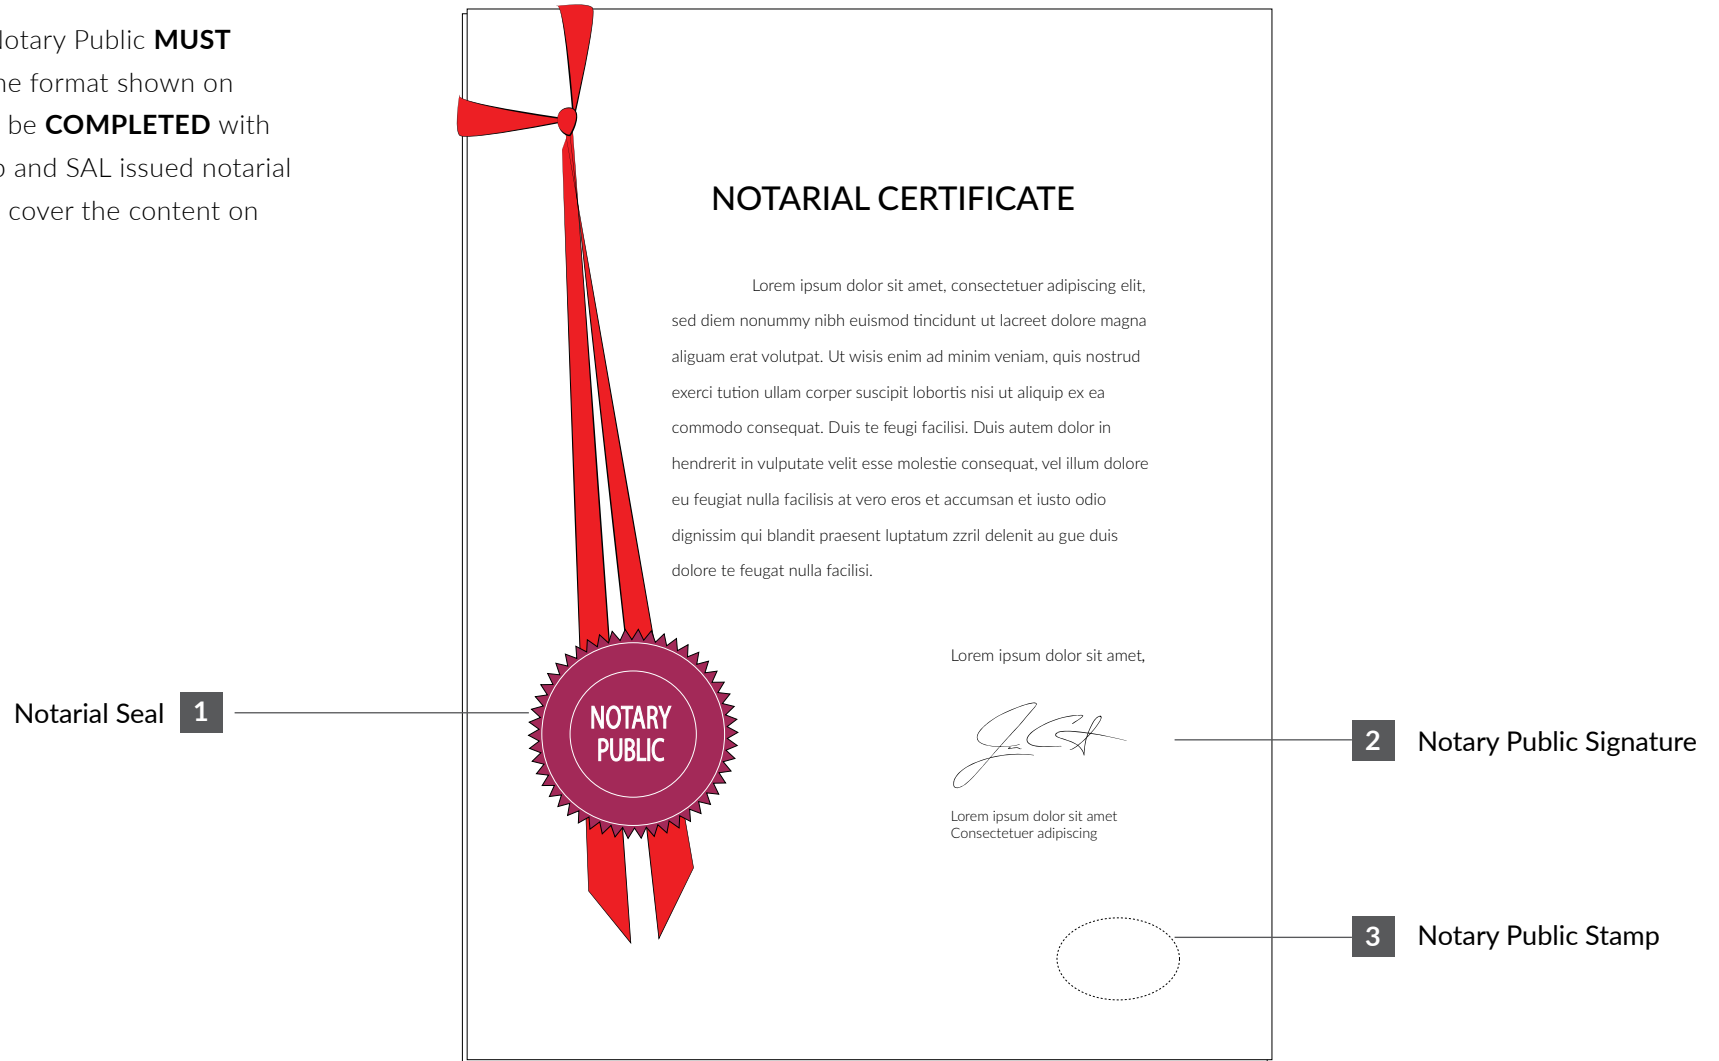 Notary Public MUST
he format shown on
be COMPLETED with
and SAL issued notarial
cover the content on
NOTARIAL CERTIFICATE
Lorem ipsum dolor sit amet, consectetuer adipiscing elit,
sed diem nonummy nibh euismod tincidunt ut lacreet dolore magna
aliguam erat volutpat. Ut wisis enim ad minim veniam, quis nostrud
exerci tution ullam corper suscipit lobortis nisi ut aliquip ex ea
commodo consequat. Duis te feugi facilisi. Duis autem dolor in
hendrerit in vulputate velit esse molestie consequat, vel illum dolore
eu feugiat nulla facilisis at vero eros et accumsan et iusto odio
dignissim qui blandit praesent luptatum zzril delenit au gue duis
dolore te feugat nulla facilisi.
Lorem ipsum dolor sit amet,
Notarial Seal 1
NOTARY
PUBLIC
2 Notary Public Signature
Lorem ipsum dolor sit amet
Consectetuer adipiscing
3 Notary Public Stamp